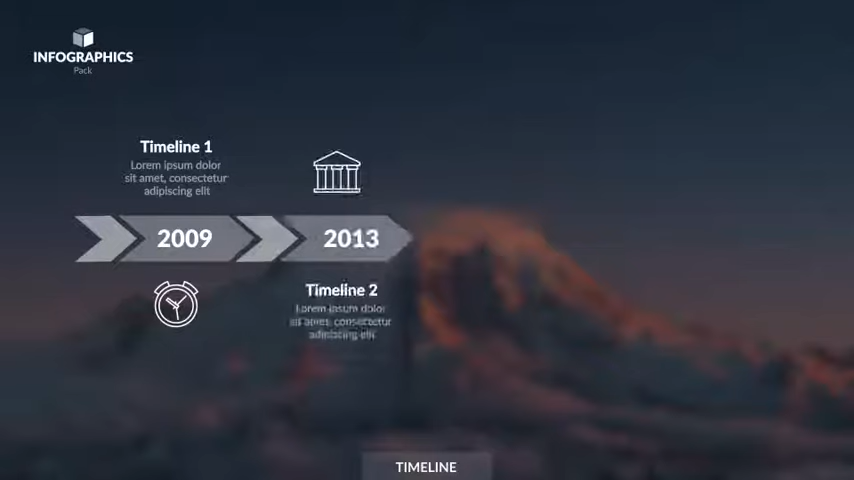 INFOGRAPHICS
Pack
Timeline 1
Lorem ipsum dolor
sit amet, consectetur
adipiscing elit
2009
2013
Timeline 2
Lorem ipsum dolor
sit amet, consectetur
adipiscing elit
TIMELINE